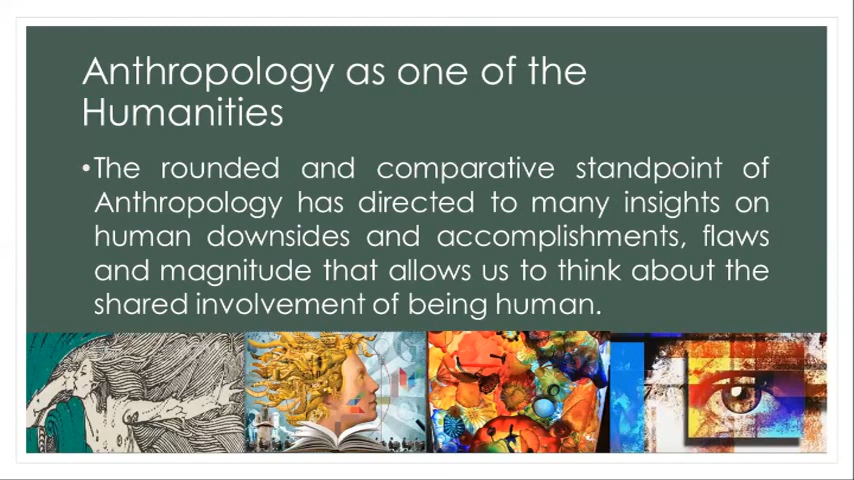 Anthropology as one of the
Humanities
•The rounded and comparative standpoint of
Anthropology has directed to many insights on
human downsides and accomplishments, flaws
and magnitude that allows us to think about the
shared involvement of being human.